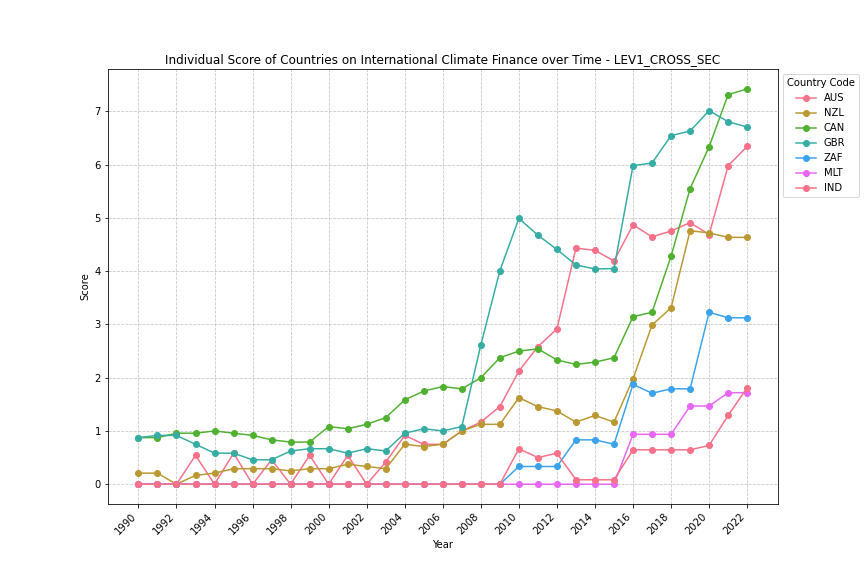 Individual Score of Countries on International Climate Finance over Time - LEV1_CROSS_SEC
Country Code
AUS
NZL
CAN
GBR
ZAF
MLT
IND
Score
7
6
5
4
3
2
1
0
1990
1992
1994
1996
1998
2000
2002
2004
2006
2008
2010
2012
2014
2016
2018
2020
2022
Year